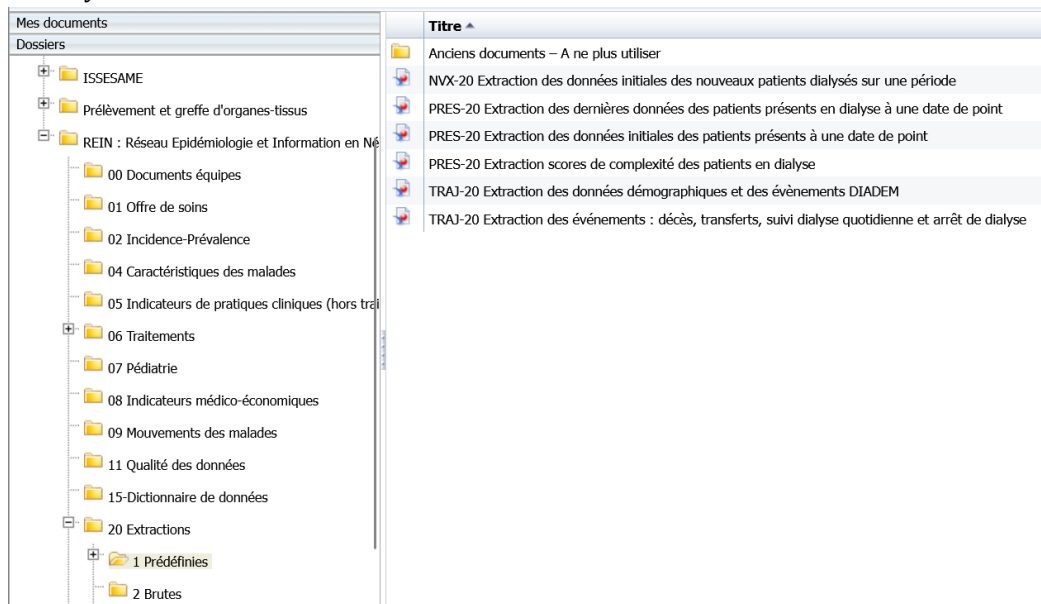 Mes documents
Dossiers
ISSESAME
Prélèvement et greffe d'organes-tissus
REIN : Réseau Epidémiologie et Information en Né
00 Documents équipes
01 Offre de soins
02 Incidence-Prévalence
04 Caractéristiques des malades
05 Indicateurs de pratiques cliniques (hors trai
06 Traitements
07 Pédiatrie
08 Indicateurs médico-économiques
09 Mouvements des malades
11 Qualité des données
15-Dictionnaire de données
20 Extractions
1 Prédéfinies
2 Brutes
Titre
Anciens documents – A ne plus utiliser
NVX-20 Extraction des données initiales des nouveaux patients dialysés sur une période
PRES-20 Extraction des dernières données des patients présents en dialyse à une date de point
PRES-20 Extraction des données initiales des patients présents à une date de point
PRES-20 Extraction scores de complexité des patients en dialyse
TRAJ-20 Extraction des données démographiques et des évènements DIADEM
TRAJ-20 Extraction des événements : décès, transferts, suivi dialyse quotidienne et arrêt de dialyse